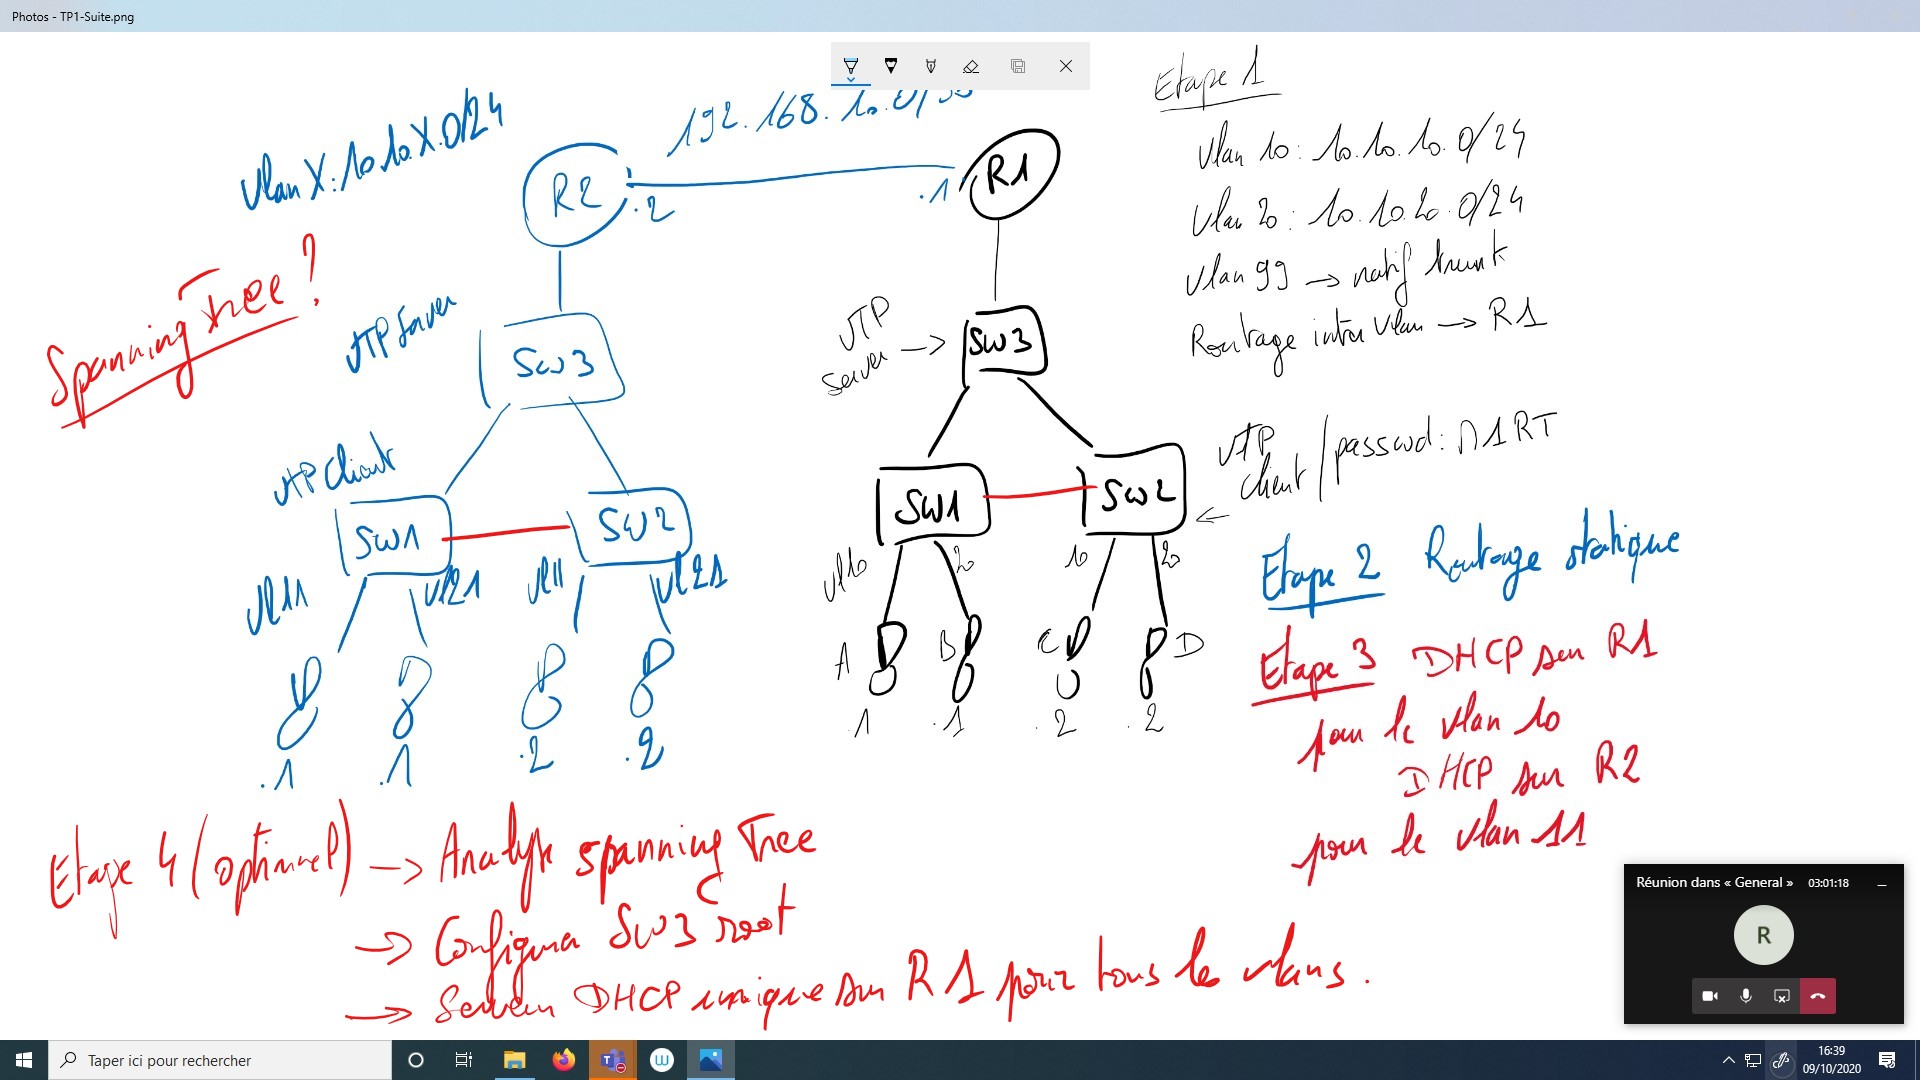 Photos - TP1-Suite.png
Etape 1
Vlan 10 : 10.10.10.0/24
Vlan 20 : 10.10.20.0/24
Vlan 99 → natif trunk
Routage inter Vlan → R1
Vlan X : 10.10.X.0/24
192.168.10.0/30
R2
.2
.1
R1
Spanning Tree ?
VTP Server
SW3
VTP Server →
SW3
VTP Client
SW1
SW2
SW1
SW2
VTP client / passwd : M1RT
vl11
vl21
vl11
vl21
vl10
20
10
20
A
B
C
D
.1
.1
.2
.2
.1
.1
.2
.2
Etape 2 Routage statique
Etape 3 DHCP sur R1
pour le vlan 10
DHCP sur R2
pour le vlan 11
Etape 4 (optionnel) → Analyse spanning Tree
→ Configurer SW3 root
→ Serveur DHCP unique sur R1 pour tous les vlans.
Réunion dans « General » 03:01:18
R
Taper ici pour rechercher
16:39
09/10/2020